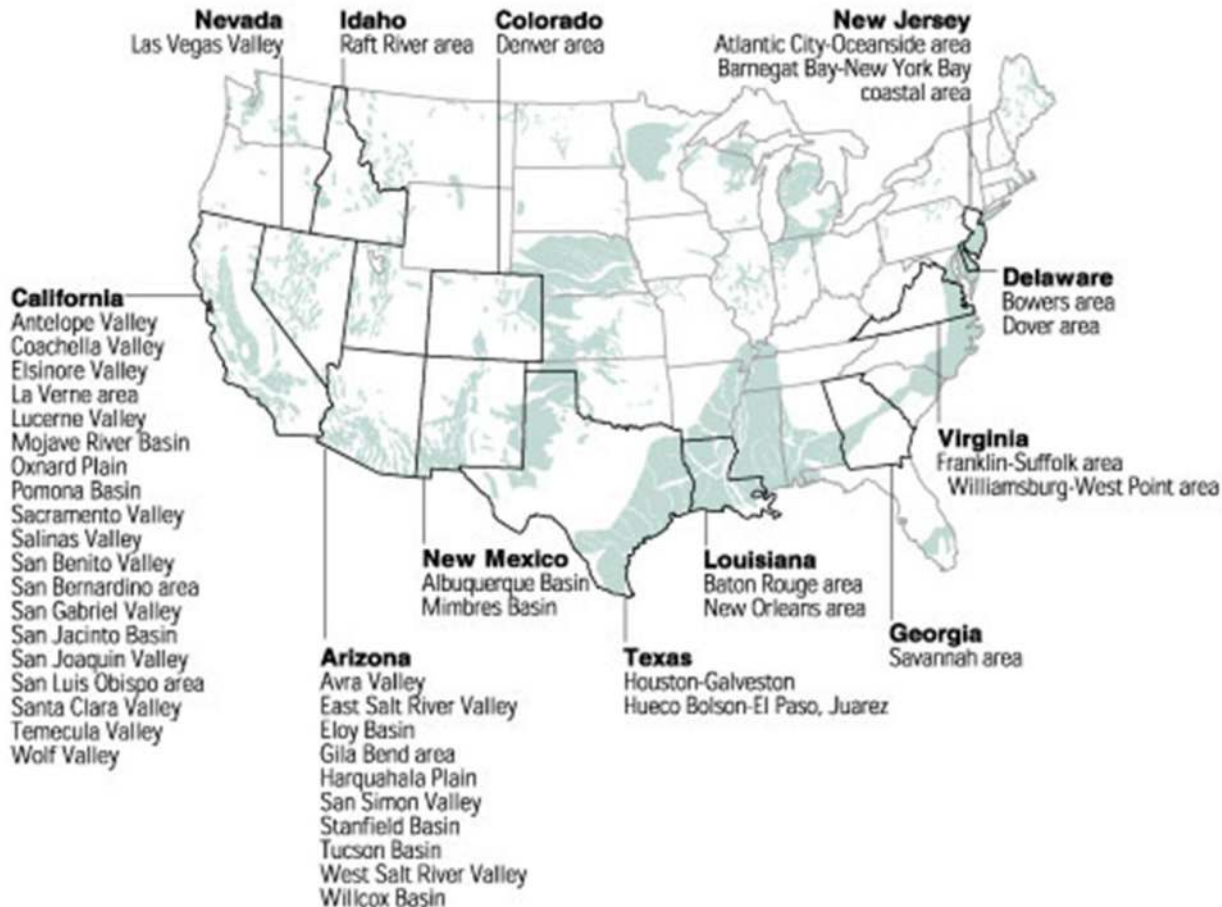 Nevada
Las Vegas Valley
Idaho
Raft River area
Colorado
Denver area
New Jersey
Atlantic City-Oceanside area
Barnegat Bay-New York Bay
coastal area
California
Antelope Valley
Coachella Valley
Elsinore Valley
La Verne area
Lucerne Valley
Mojave River Basin
Oxnard Plain
Pomona Basin
Sacramento Valley
Salinas Valley
San Benito Valley
San Bernardino area
San Gabriel Valley
San Jacinto Basin
San Joaquin Valley
San Luis Obispo area
Santa Clara Valley
Temecula Valley
Wolf Valley
Delaware
Bowers area
Dover area
Virginia
Franklin-Suffolk area
Williamsburg-West Point area
New Mexico
Albuquerque Basin
Mimbres Basin
Louisiana
Baton Rouge area
New Orleans area
Georgia
Savannah area
Arizona
Avra Valley
East Salt River Valley
Eloy Basin
Gila Bend area
Harquahala Plain
San Simon Valley
Stanfield Basin
Tucson Basin
West Salt River Valley
Willcox Basin
Texas
Houston-Galveston
Hueco Bolson-El Paso, Juarez